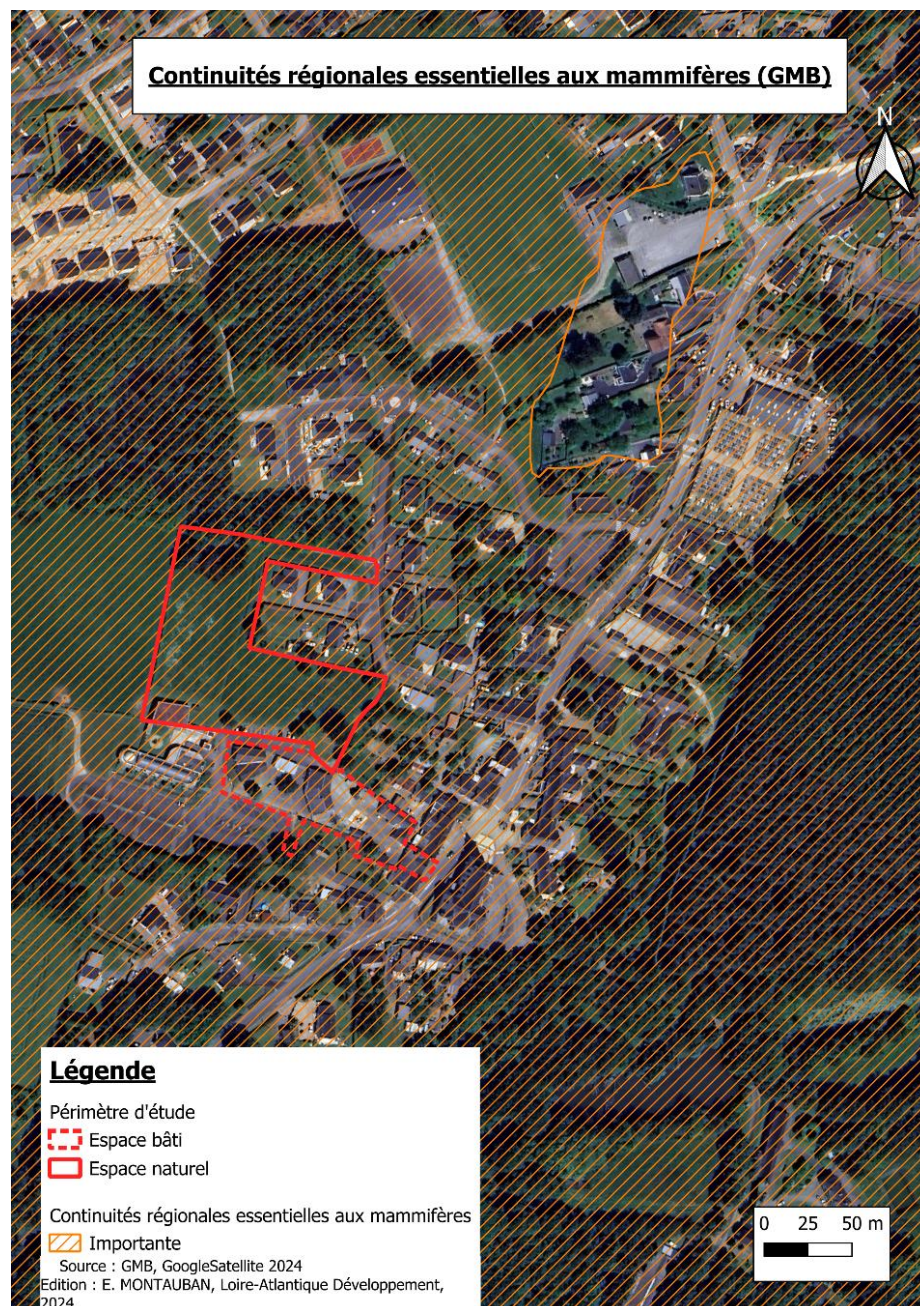 Continuités régionales essentielles aux mammifères (GMB)
N
Légende
Périmètre d'étude
Espace bâti
Espace naturel
Continuités régionales essentielles aux mammifères
Importante
Source : GMB, GoogleSatellite 2024
Edition : E. MONTAUBAN, Loire-Atlantique Développement,
2024
0 25 50 m